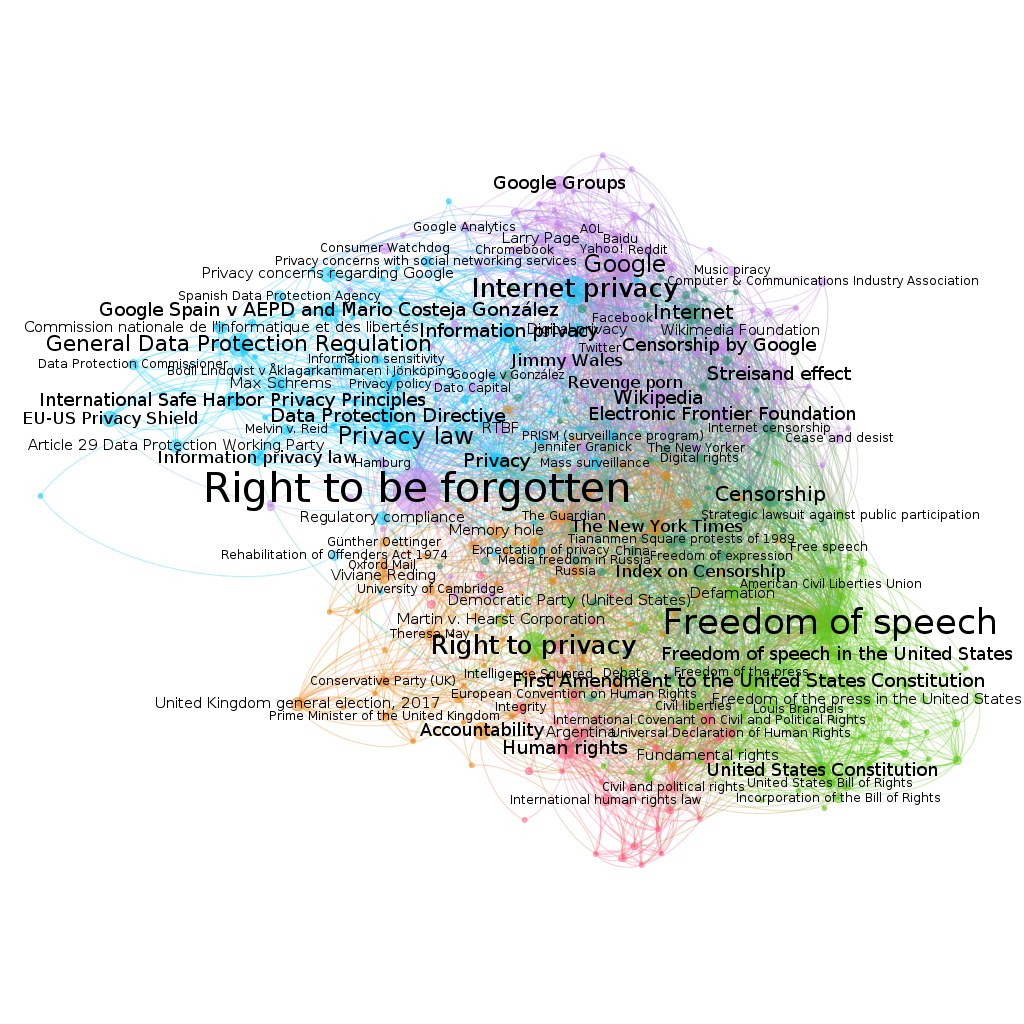 Google Groups
Google Analytics
AOL
Larry Page
Baidu
Consumer Watchdog
Chromebook
Yahoo!
Reddit
Privacy concerns with social networking services
Google
Privacy concerns regarding Google
Music piracy
Computer & Communications Industry Association
Internet privacy
Spanish Data Protection Agency
Google Spain v AEPD and Mario Costeja González
Internet
Facebook
Commission nationale de l'informatique et des libertés
Information privacy
Digital privacy
Wikimedia Foundation
General Data Protection Regulation
Twitter
Censorship by Google
Information sensitivity
Jimmy Wales
Data Protection Commissioner
Bodil Lindqvist v Åklagarkammaren i Jönköping
Google v González
Streisand effect
Max Schrems
Privacy policy
Dato Capital
Revenge porn
International Safe Harbor Privacy Principles
Wikipedia
EU-US Privacy Shield
Data Protection Directive
Electronic Frontier Foundation
Melvin v. Reid
RTBF
Internet censorship
Privacy law
PRISM (surveillance program)
Cease and desist
Article 29 Data Protection Working Party
Jennifer Granick
The New Yorker
Information privacy law
Hamburg
Privacy
Mass surveillance
Digital rights
Right to be forgotten
Censorship
Regulatory compliance
The Guardian
Strategic lawsuit against public participation
Memory hole
The New York Times
Günther Oettinger
Tiananmen Square protests of 1989
Rehabilitation of Offenders Act 1974
Expectation of privacy
China
Free speech
Oxford Mail
Media freedom in Russia
Freedom of expression
Viviane Reding
Russia
Index on Censorship
University of Cambridge
American Civil Liberties Union
Democratic Party (United States)
Defamation
Martin v. Hearst Corporation
Freedom of speech
Theresa May
Right to privacy
Freedom of speech in the United States
Intelligence Squared
Debate
Freedom of the press
Conservative Party (UK)
First Amendment to the United States Constitution
European Convention on Human Rights
Freedom of the press in the United States
United Kingdom general election, 2017
Integrity
Civil liberties
Louis Brandeis
Prime Minister of the United Kingdom
International Covenant on Civil and Political Rights
Accountability
Argentina
Universal Declaration of Human Rights
Human rights
Fundamental rights
United States Constitution
Civil and political rights
United States Bill of Rights
International human rights law
Incorporation of the Bill of Rights